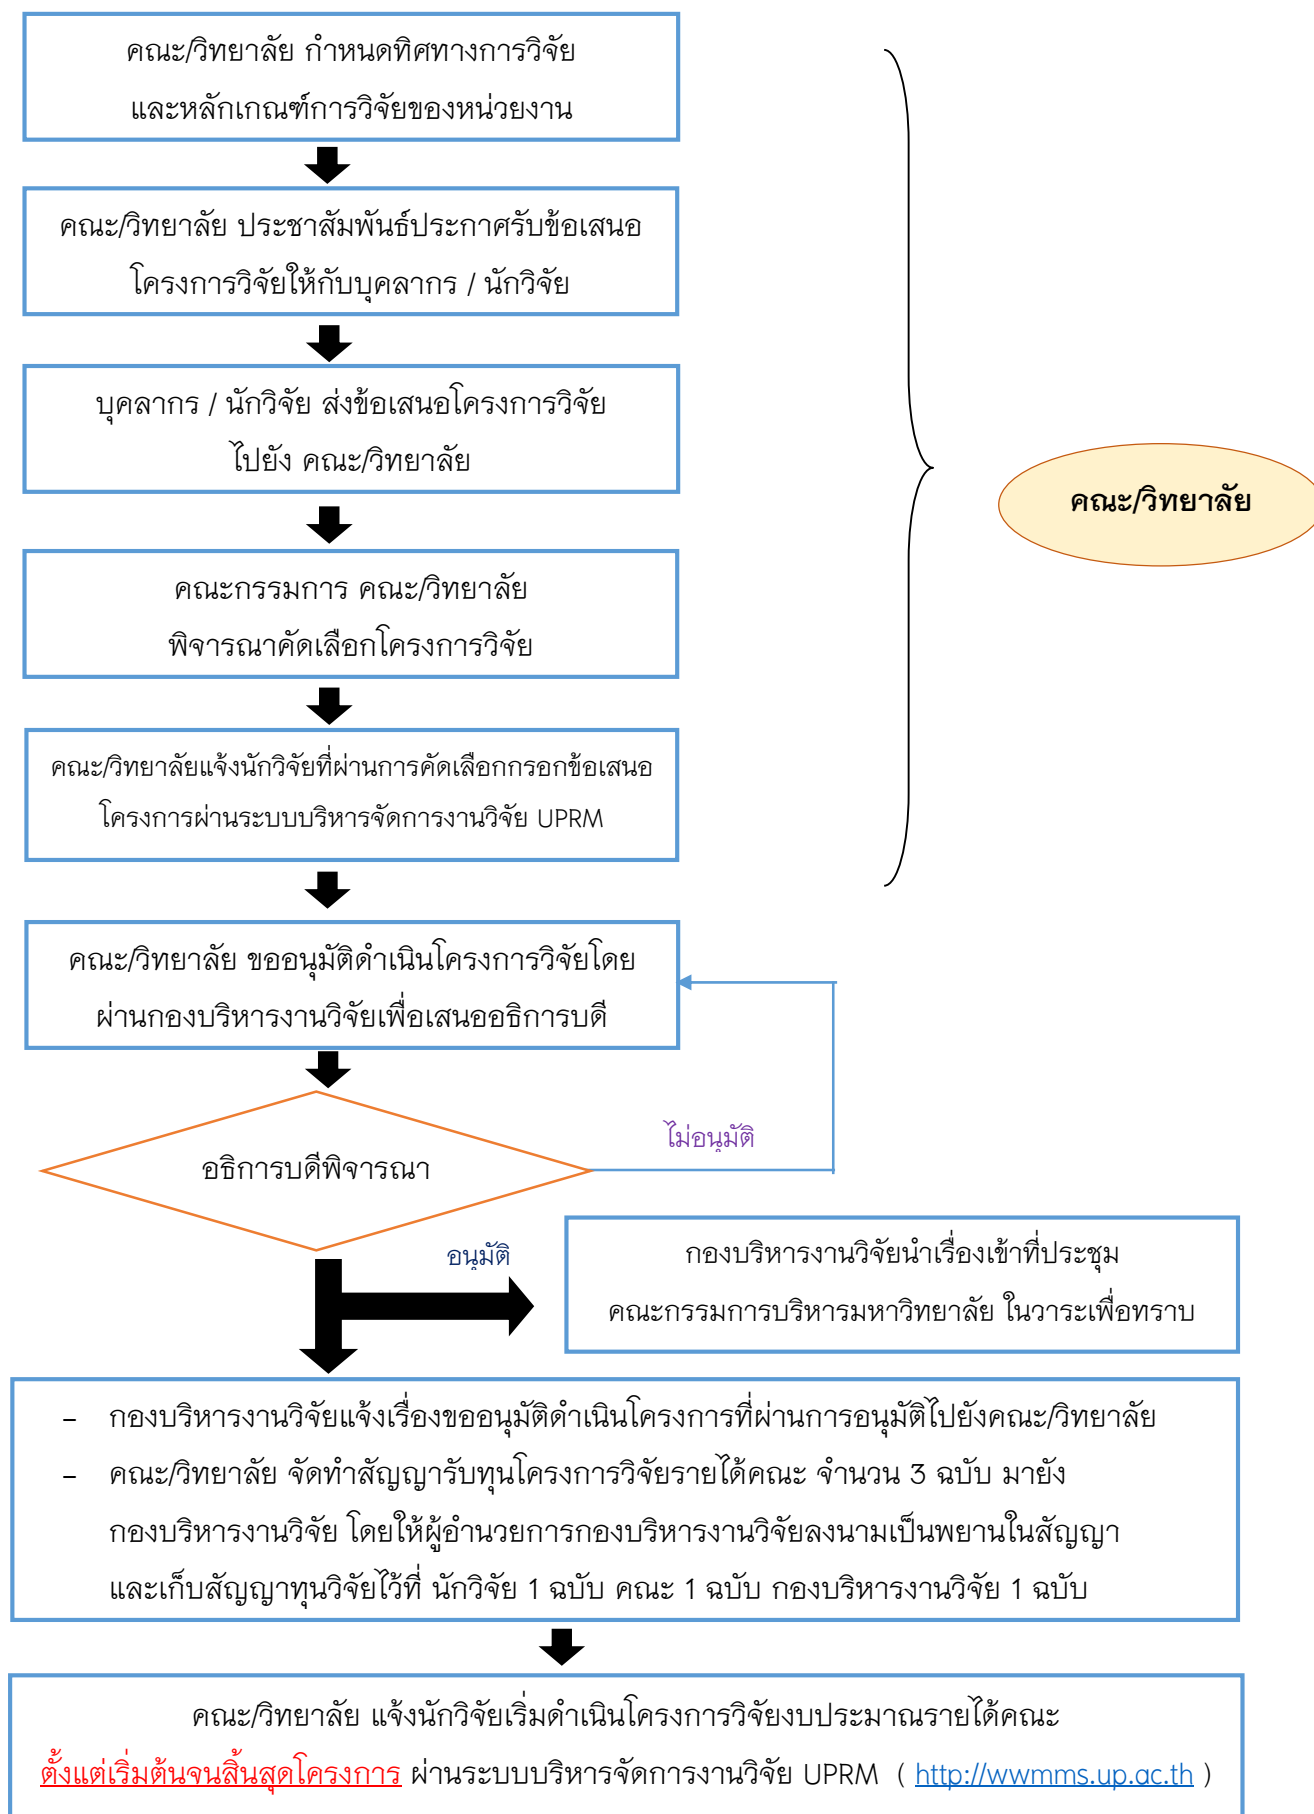 คณะ/วิทยาลัย กำหนดทิศทางการวิจัย
และหลักเกณฑ์การวิจัยของหน่วยงาน
คณะ/วิทยาลัย ประชาสัมพันธ์ประกาศรับข้อเสนอ
โครงการวิจัยให้กับบุคลากร / นักวิจัย
บุคลากร / นักวิจัย ส่งข้อเสนอโครงการวิจัย
ไปยัง คณะ/วิทยาลัย
คณะ/วิทยาลัย
คณะกรรมการ คณะ/วิทยาลัย
พิจารณาคัดเลือกโครงการวิจัย
คณะ/วิทยาลัยแจ้งนักวิจัยที่ผ่านการคัดเลือกกรอกข้อเสนอ
โครงการผ่านระบบบริหารจัดการงานวิจัย UPRM
คณะ/วิทยาลัย ขออนุมัติดำเนินโครงการวิจัยโดย
ผ่านกองบริหารงานวิจัยเพื่อเสนออธิการบดี
ไม่อนุมัติ
อธิการบดีพิจารณา
อนุมัติ
กองบริหารงานวิจัยนำเรื่องเข้าที่ประชุม
คณะกรรมการบริหารมหาวิทยาลัย ในวาระเพื่อทราบ
- กองบริหารงานวิจัยแจ้งเรื่องขออนุมัติดำเนินโครงการที่ผ่านการอนุมัติไปยังคณะ/วิทยาลัย
- คณะ/วิทยาลัย จัดทำสัญญารับทุนโครงการวิจัยรายได้คณะ จำนวน 3 ฉบับ มายัง
กองบริหารงานวิจัย โดยให้ผู้อำนวยการกองบริหารงานวิจัยลงนามเป็นพยานในสัญญา
และเก็บสัญญาทุนวิจัยไว้ที่ นักวิจัย 1 ฉบับ คณะ 1 ฉบับ กองบริหารงานวิจัย 1 ฉบับ
คณะ/วิทยาลัย แจ้งนักวิจัยเริ่มดำเนินโครงการวิจัยงบประมาณรายได้คณะ
ตั้งแต่เริ่มต้นจนสิ้นสุดโครงการ ผ่านระบบบริหารจัดการงานวิจัย UPRM ( http://wwmms.up.ac.th )